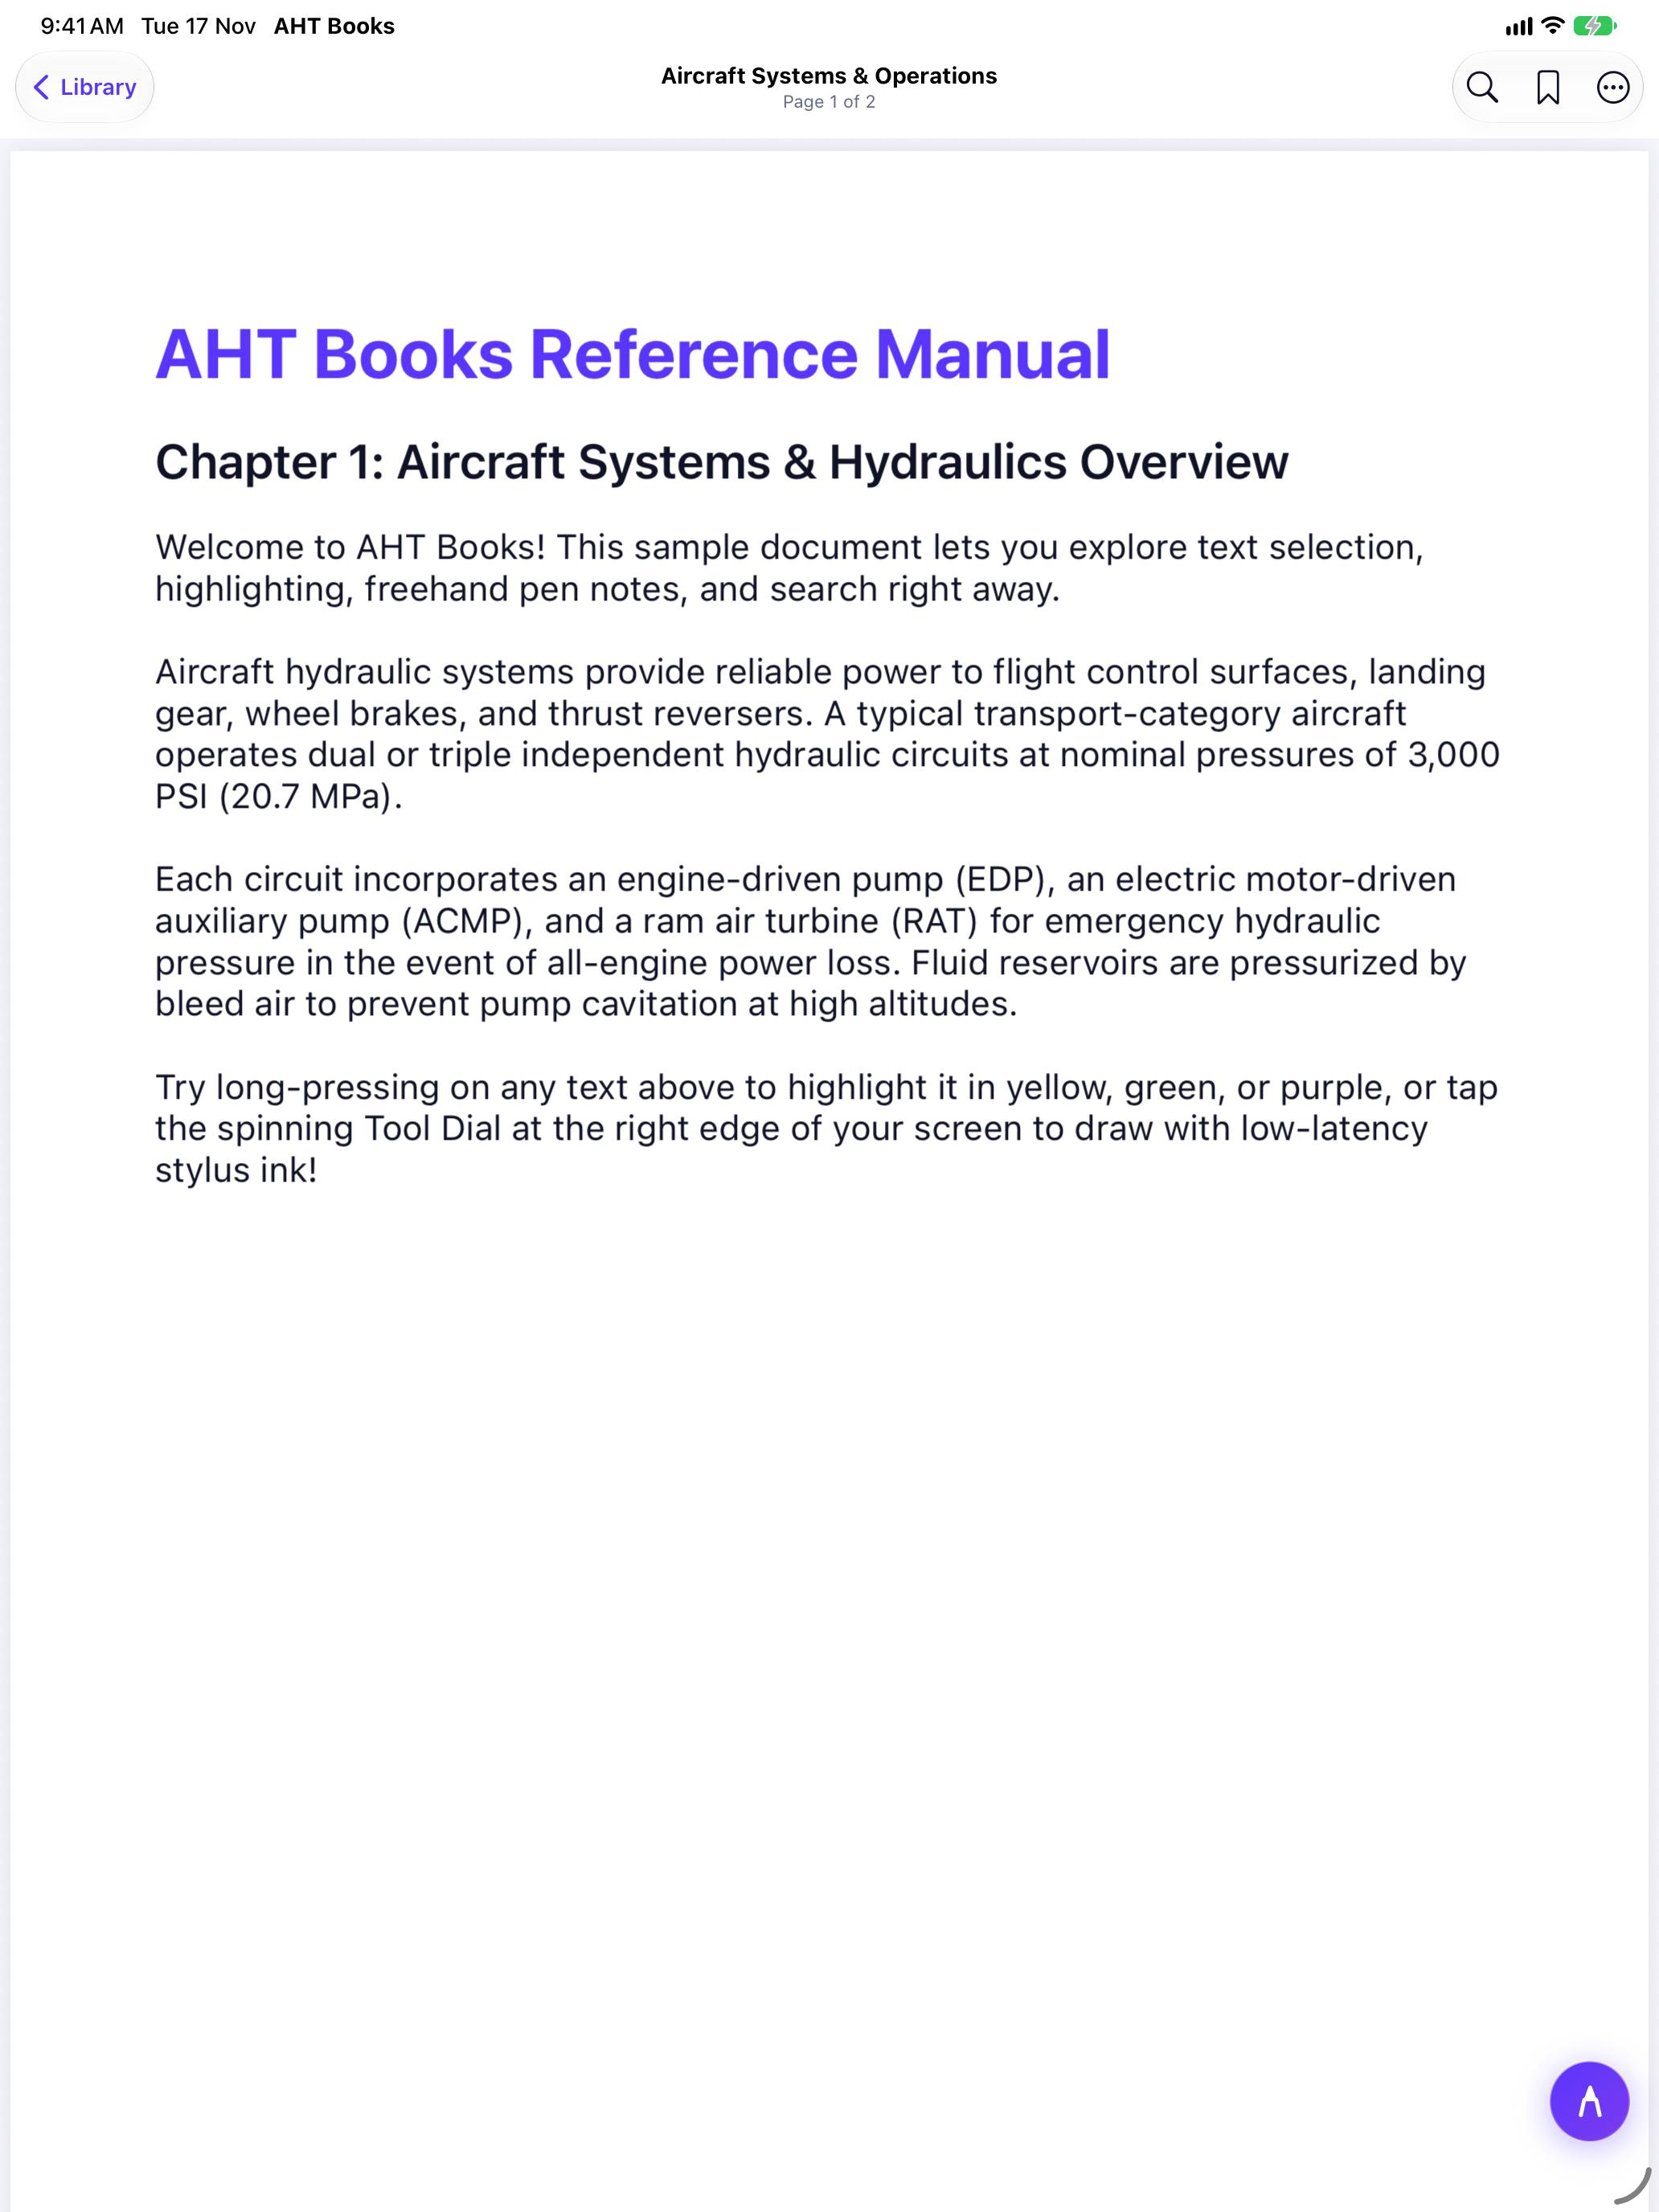 9:41 AM Tue 17 Nov AHT Books
Library
Aircraft Systems & Operations
Page 1 of 2
AHT Books Reference Manual
Chapter 1: Aircraft Systems & Hydraulics Overview
Welcome to AHT Books! This sample document lets you explore text selection,
highlighting, freehand pen notes, and search right away.
Aircraft hydraulic systems provide reliable power to flight control surfaces, landing
gear, wheel brakes, and thrust reversers. A typical transport-category aircraft
operates dual or triple independent hydraulic circuits at nominal pressures of 3,000
PSI (20.7 MPa).
Each circuit incorporates an engine-driven pump (EDP), an electric motor-driven
auxiliary pump (ACMP), and a ram air turbine (RAT) for emergency hydraulic
pressure in the event of all-engine power loss. Fluid reservoirs are pressurized by
bleed air to prevent pump cavitation at high altitudes.
Try long-pressing on any text above to highlight it in yellow, green, or purple, or tap
the spinning Tool Dial at the right edge of your screen to draw with low-latency
stylus ink!